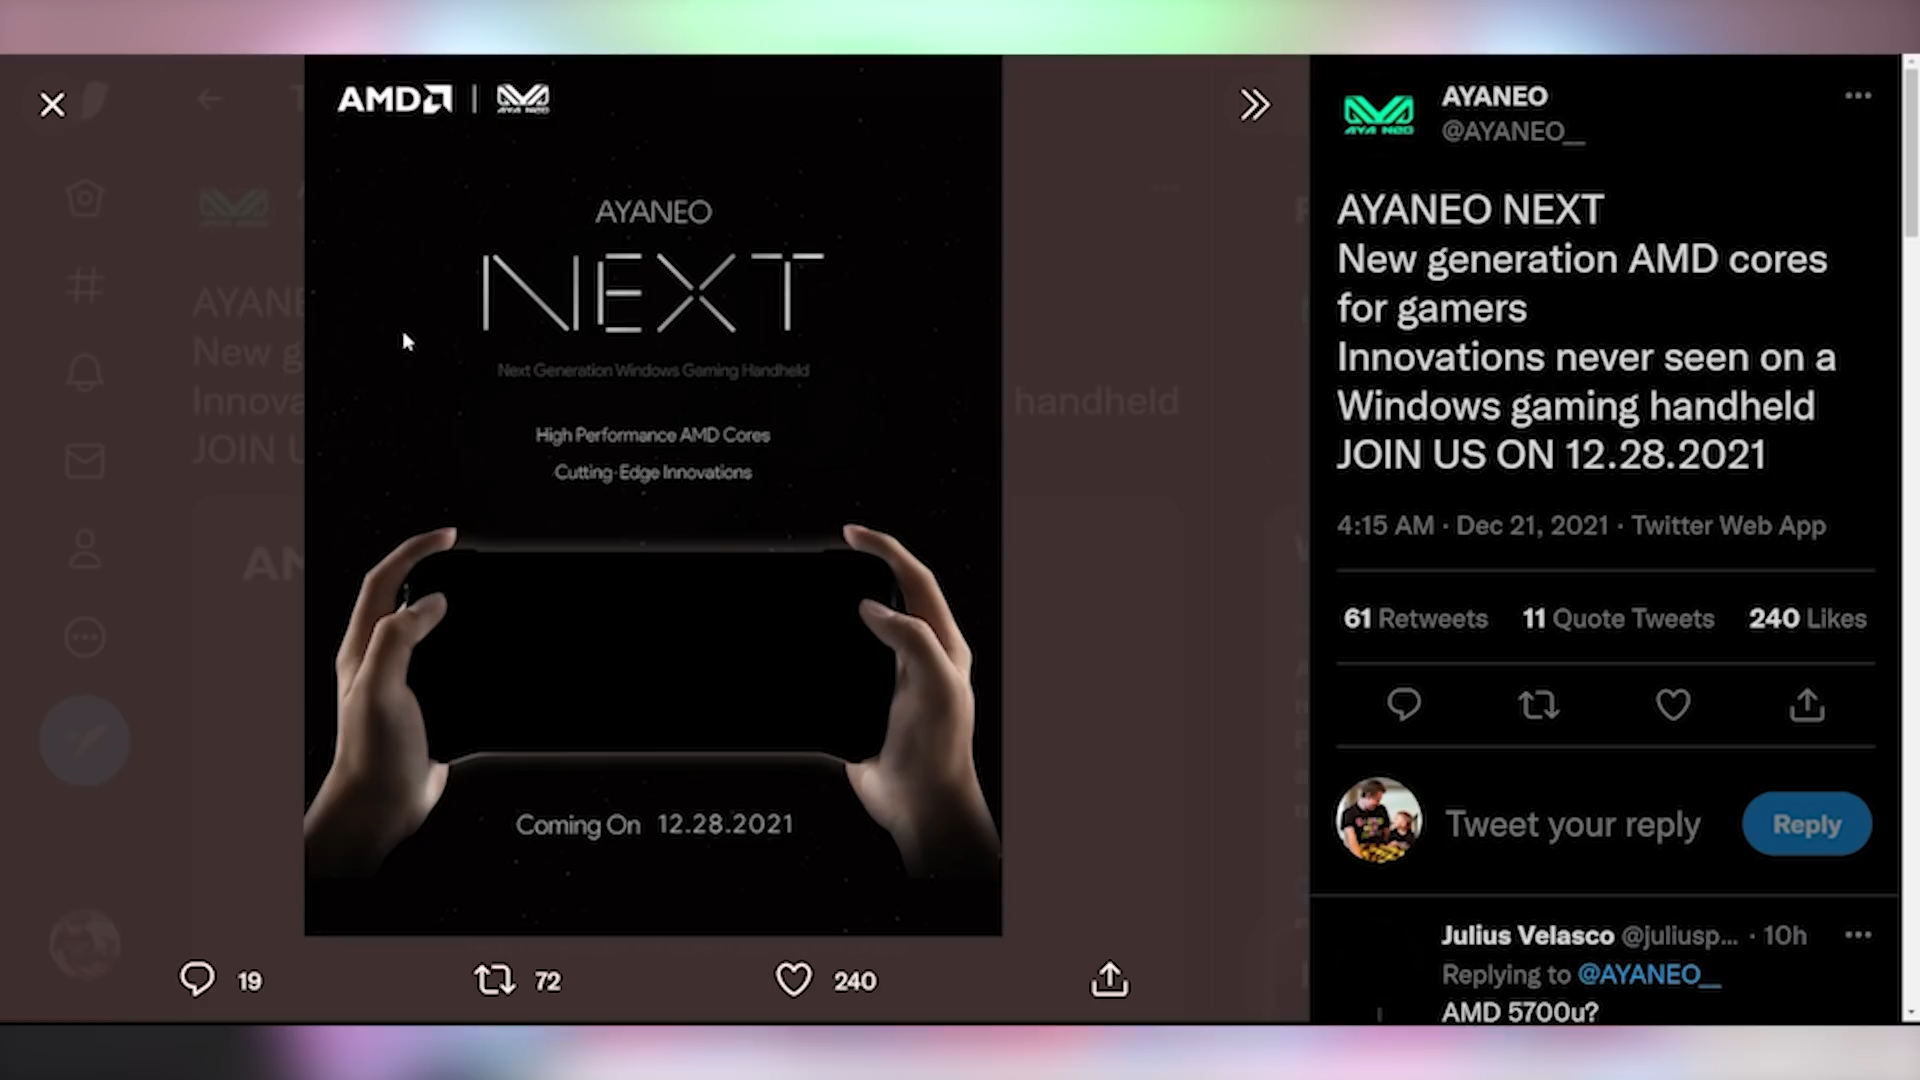 AMD
AYA NEO
AYANEO
NEXT
Next Generation Windows Gaming Handheld
High Performance AMD Cores
Cutting-Edge Innovations
Coming On 12.28.2021
19
72
240
handheld
AYANEO
@AYANEO__
AYANEO NEXT
New generation AMD cores
for gamers
Innovations never seen on a
Windows gaming handheld
JOIN US ON 12.28.2021
4:15 AM · Dec 21, 2021 · Twitter Web App
61 Retweets 11 Quote Tweets 240 Likes
Tweet your reply
Reply
Julius Velasco @juliusp... · 10h
Replying to @AYANEO__
AMD 5700u?